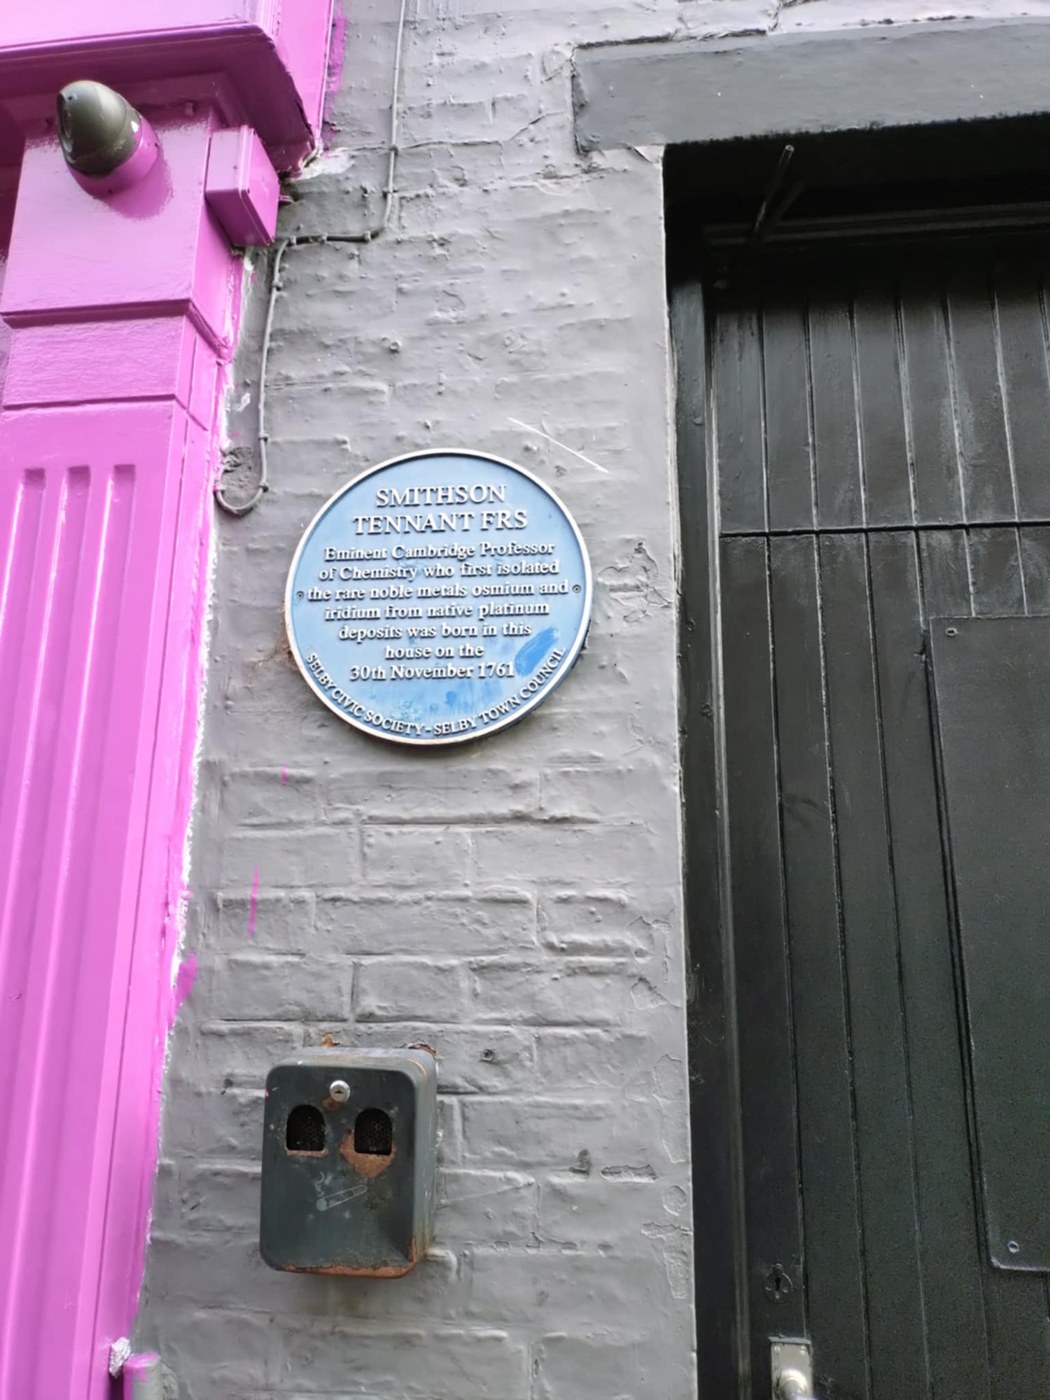 SMITHSON
TENNANT FRS
Eminent Cambridge Professor
of Chemistry who first isolated
the rare noble metals osmium and
iridium from native platinum
deposits was born in this
house on the
30th November 1761
SELBY CIVIC SOCIETY - SELBY TOWN COUNCIL